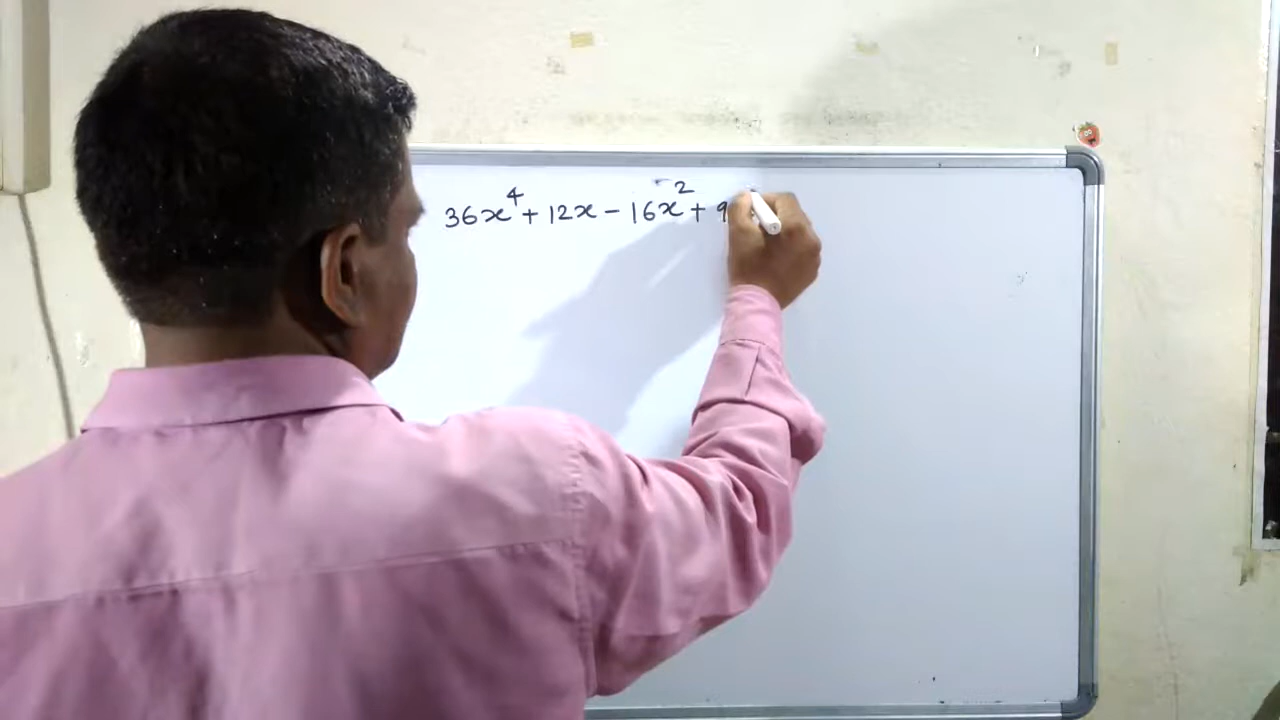 36x⁴ + 12x - 16x² + 9